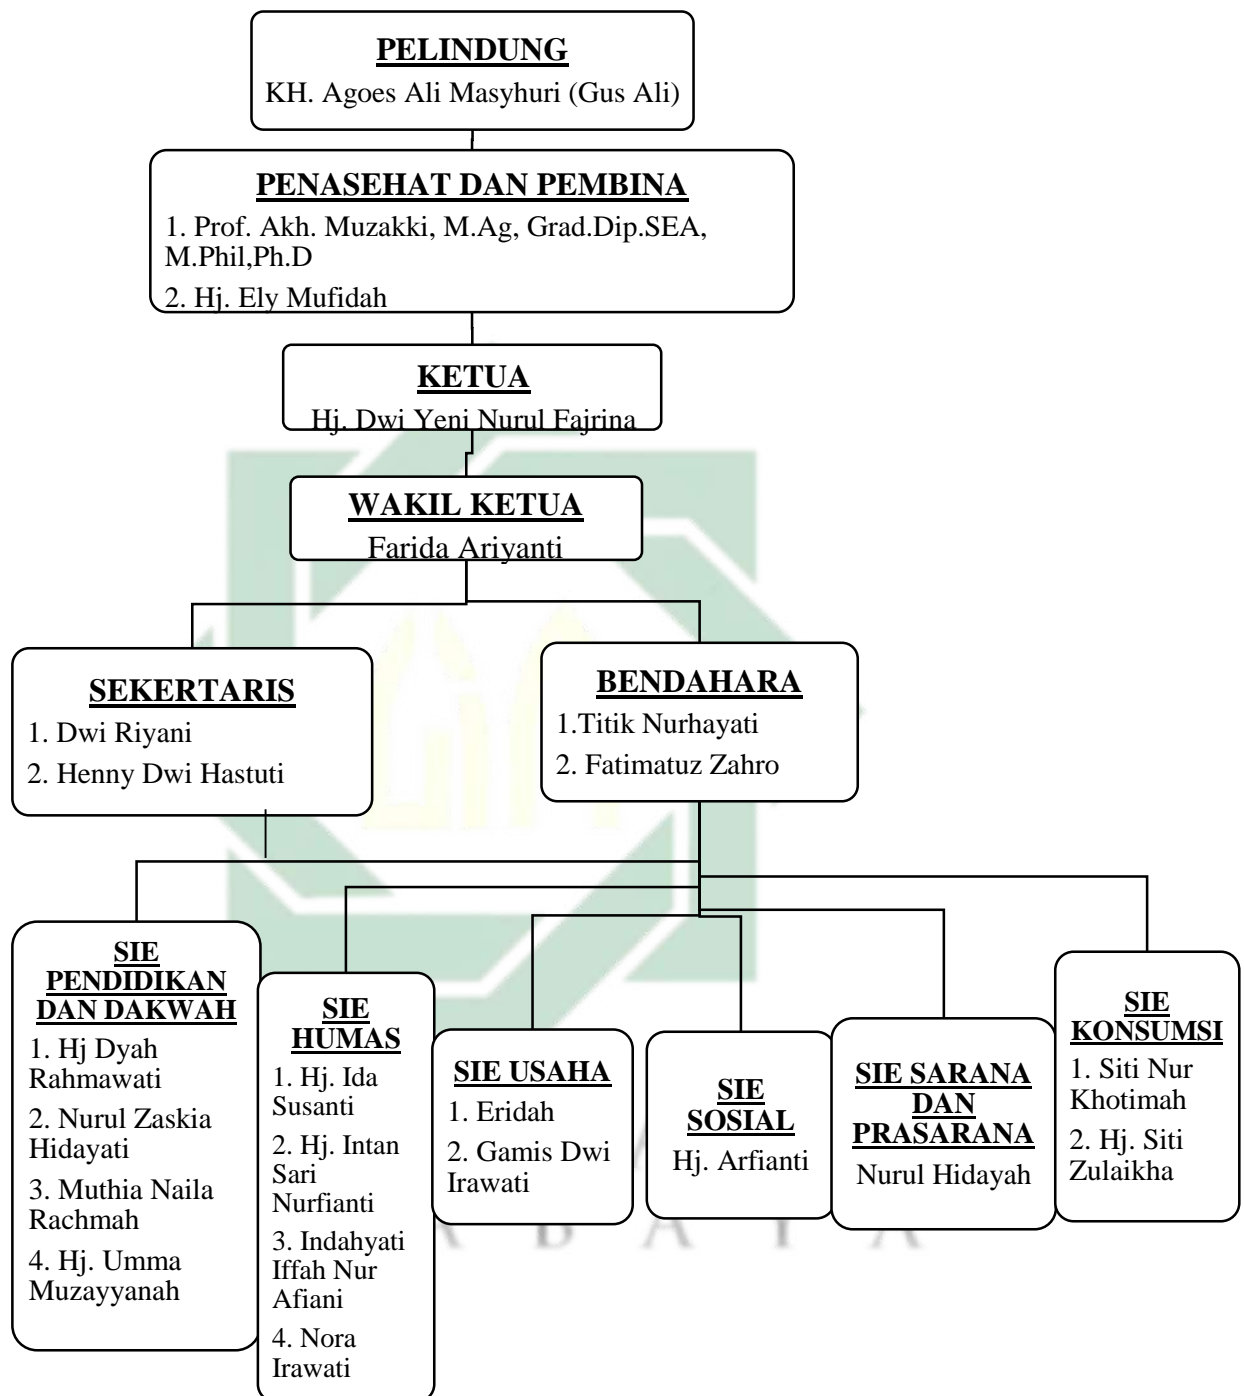 PELINDUNG
KH. Agoes Ali Masyhuri (Gus Ali)
PENASEHAT DAN PEMBINA
1. Prof. Akh. Muzakki, M.Ag, Grad.Dip.SEA,
M.Phil,Ph.D
2. Hj. Ely Mufidah
KETUA
Hj. Dwi Yeni Nurul Fajrina
WAKIL KETUA
Farida Ariyanti
SEKERTARIS
1. Dwi Riyani
2. Henny Dwi Hastuti
BENDAHARA
1.Titik Nurhayati
2. Fatimatuz Zahro
SIE
PENDIDIKAN
DAN DAKWAH
1. Hj Dyah
Rahmawati
2. Nurul Zaskia
Hidayati
3. Muthia Naila
Rachmah
4. Hj. Umma
Muzayyanah
SIE
HUMAS
1. Hj. Ida
Susanti
2. Hj. Intan
Sari
Nurfianti
3. Indahyati
Iffah Nur
Afiani
4. Nora
Irawati
SIE USAHA
1. Eridah
2. Gamis Dwi
Irawati
SIE
SOSIAL
Hj. Arfianti
SIE SARANA
DAN
PRASARANA
Nurul Hidayah
SIE
KONSUMSI
1. Siti Nur
Khotimah
2. Hj. Siti
Zulaikha